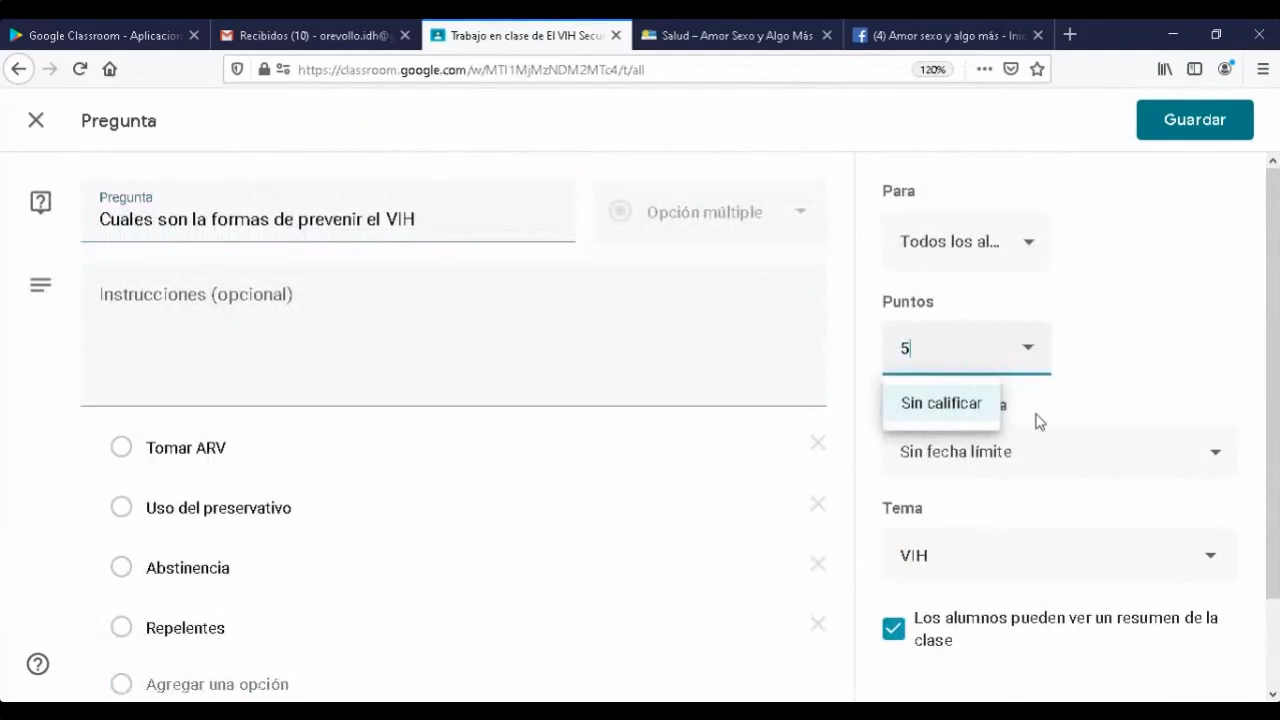 Google Classroom - Aplicacion
Recibidos (10) - orevollo.idh@g
Trabajo en clase de El VIH Secu
Salud – Amor Sexo y Algo Más
(4) Amor sexo y algo más - Ini
https://classroom.google.com/w/MTI1MjMzNDM2MTc4/t/all
120%
Pregunta
Guardar
Pregunta
Cuales son la formas de prevenir el VIH
Opción múltiple
Instrucciones (opcional)
Tomar ARV
Uso del preservativo
Abstinencia
Repelentes
Agregar una opción
Para
Todos los al...
Puntos
5
Sin calificar
a
Sin fecha límite
Tema
VIH
Los alumnos pueden ver un resumen de la
clase